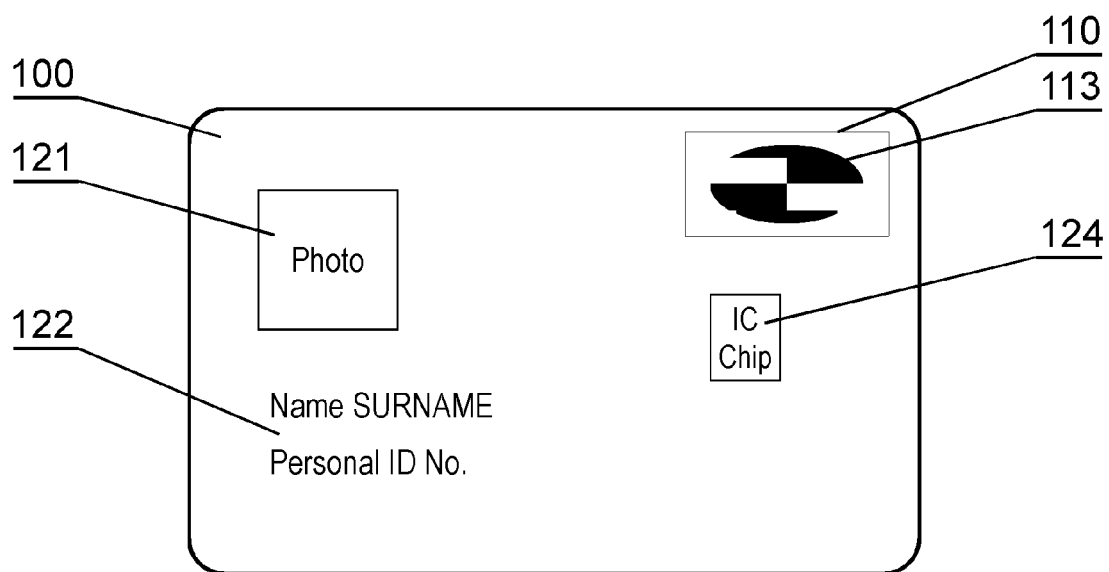 110
100
113
121
Photo
124
IC
Chip
122
Name SURNAME
Personal ID No.